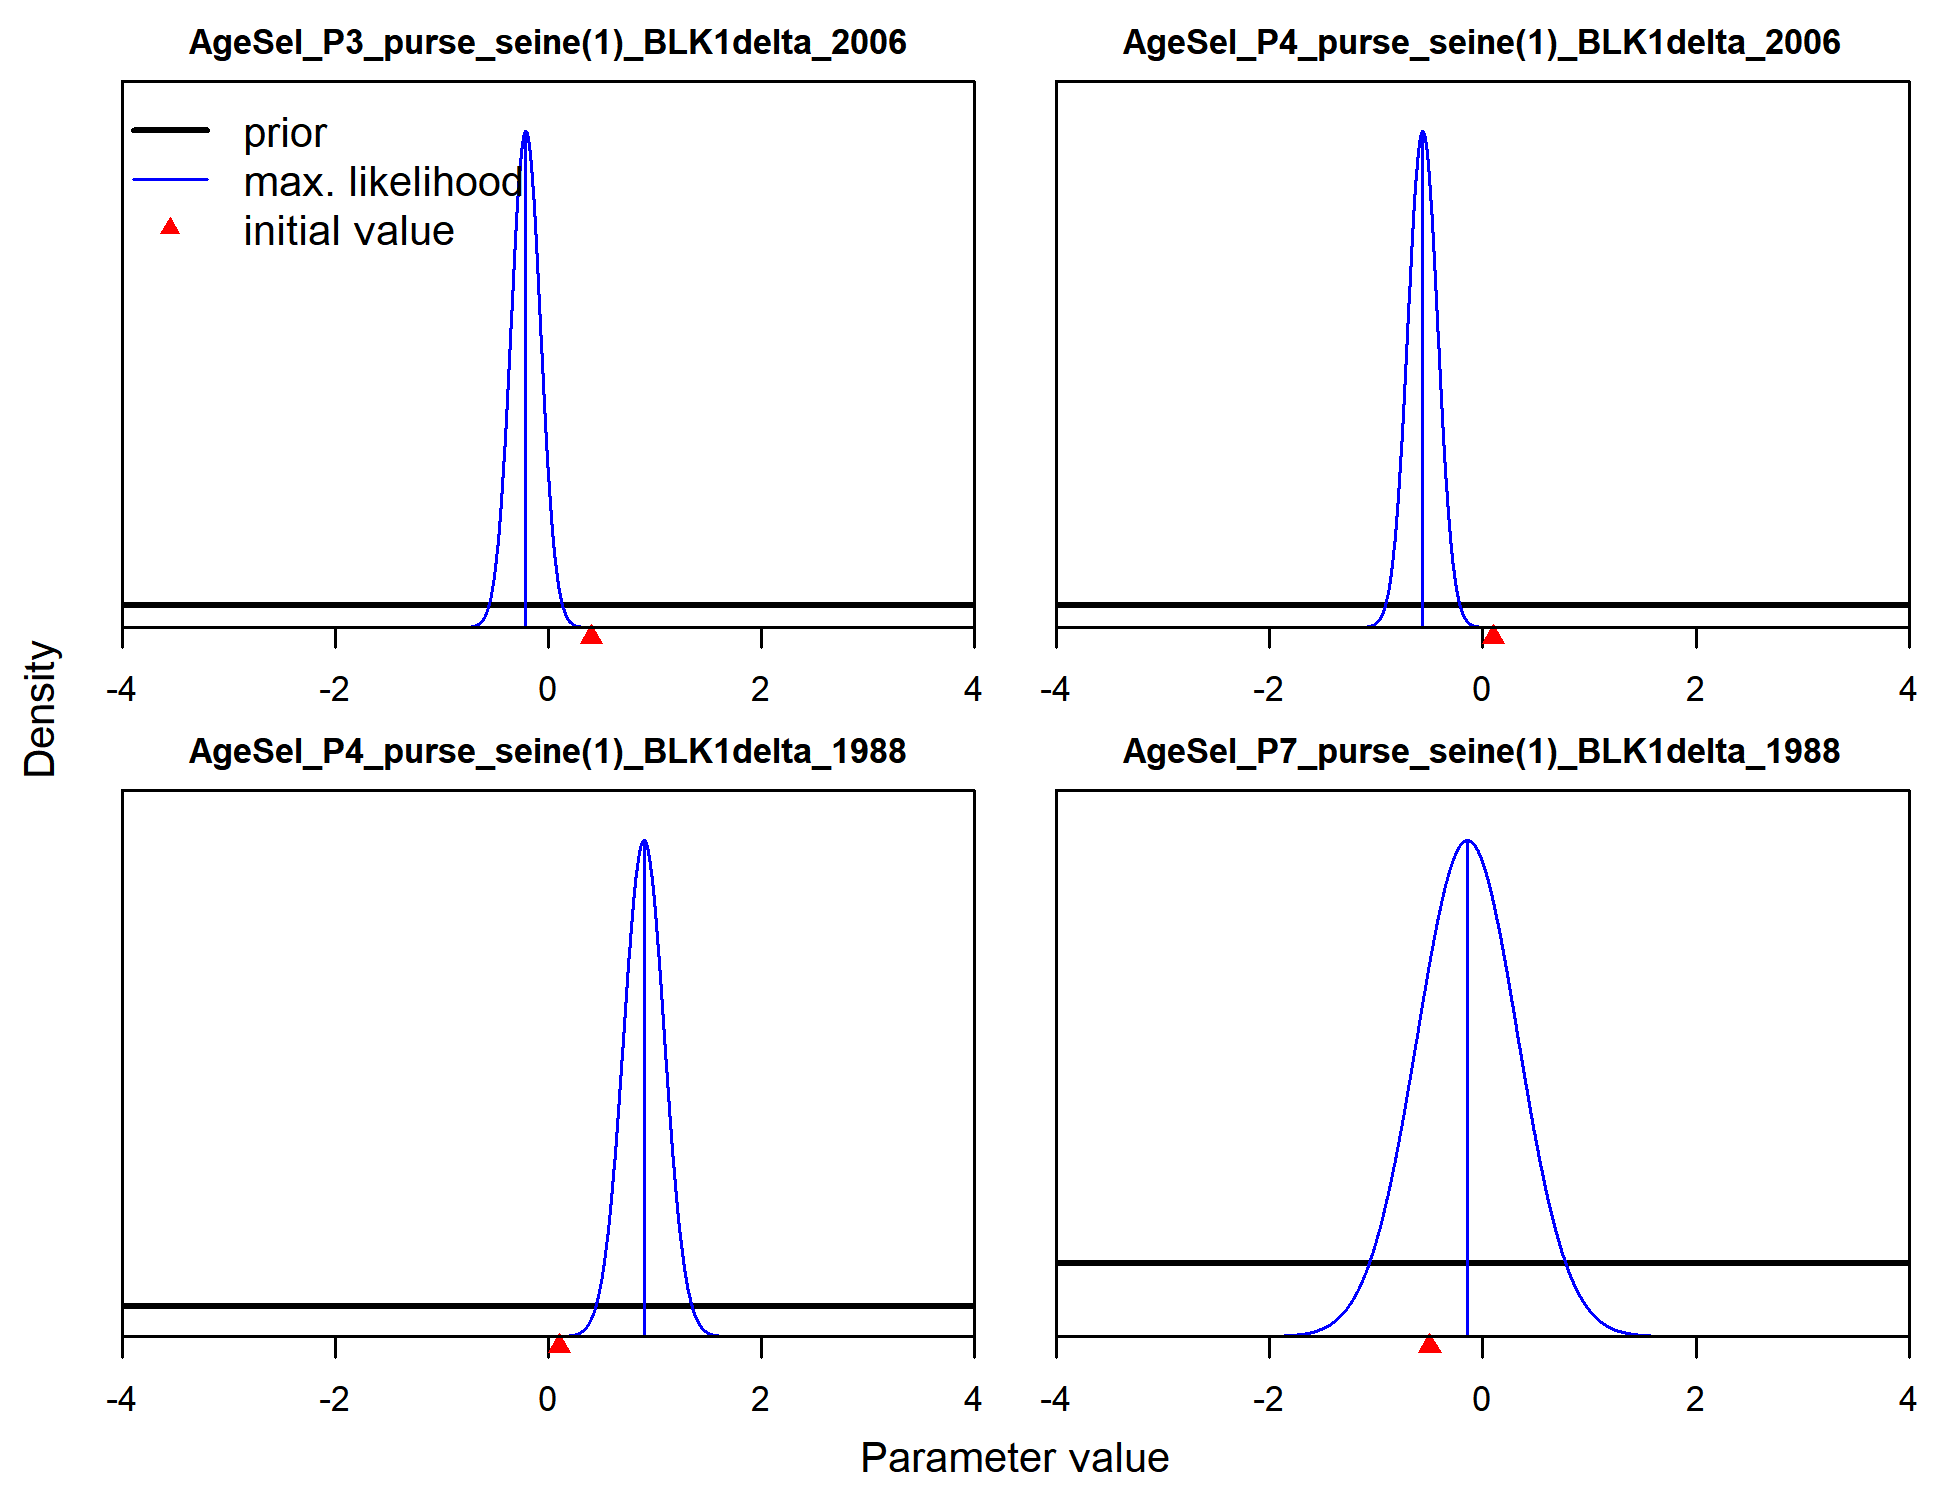 AgeSel_P3_purse_seine(1)_BLK1delta_2006
prior
max. likelihood
initial value
-4 -2 0 2 4
AgeSel_P4_purse_seine(1)_BLK1delta_2006
-4 -2 0 2 4
AgeSel_P4_purse_seine(1)_BLK1delta_1988
-4 -2 0 2 4
AgeSel_P7_purse_seine(1)_BLK1delta_1988
-4 -2 0 2 4
Density
Parameter value